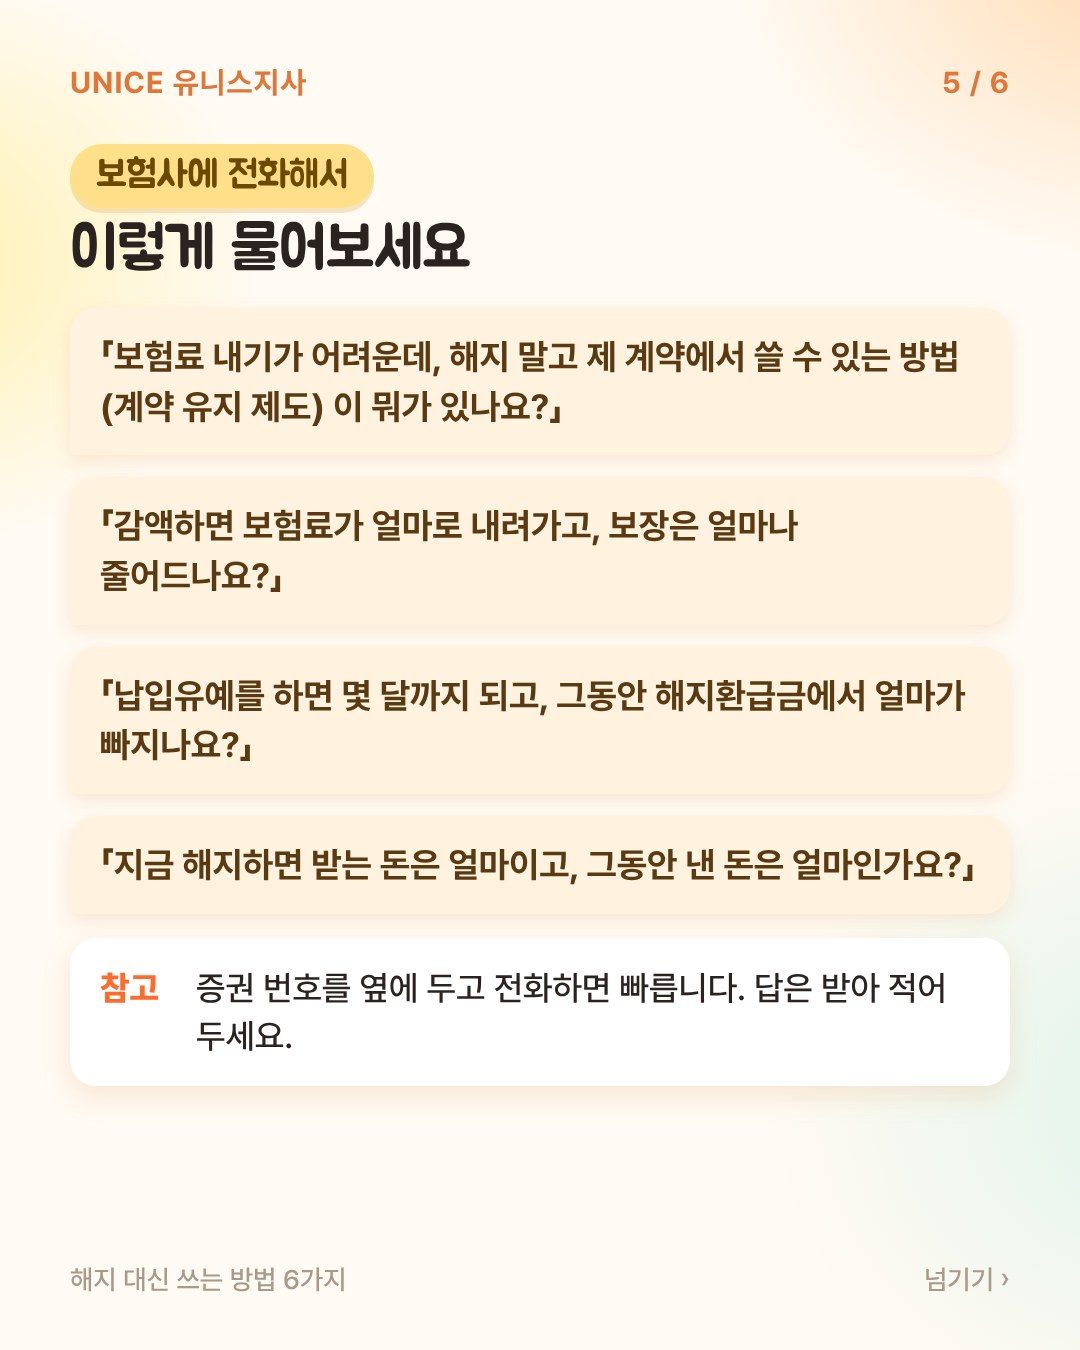 UNICE 유니스지사
5 / 6
보험사에 전화해서
이렇게 물어보세요
「보험료 내기가 어려운데, 해지 말고 제 계약에서 쓸 수 있는 방법
(계약 유지 제도) 이 뭐가 있나요?」
「감액하면 보험료가 얼마로 내려가고, 보장은 얼마나
줄어드나요?」
「납입유예를 하면 몇 달까지 되고, 그동안 해지환급금에서 얼마가
빠지나요?」
「지금 해지하면 받는 돈은 얼마이고, 그동안 낸 돈은 얼마인가요?」
참고 증권 번호를 옆에 두고 전화하면 빠릅니다. 답은 받아 적어
두세요.
해지 대신 쓰는 방법 6가지
넘기기 ›